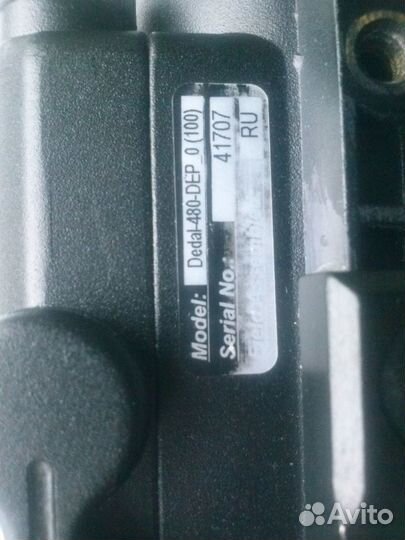 Model: Dedal-480-DEP_0 (100)
Serial No.: 41707
RU
Avito